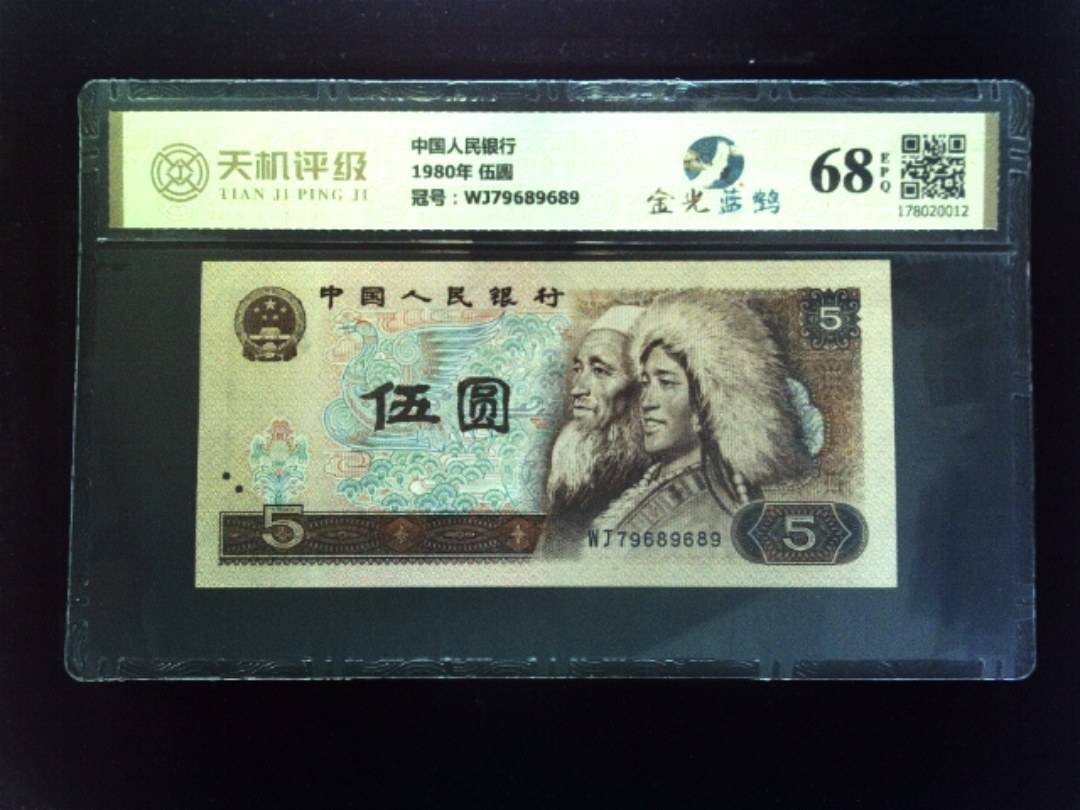 天机评级
TIAN JI PING JI
中国人民银行
1980年 伍圆
冠号：WJ79689689
金光蓝鹤
68
EPQ
178020012
中国人民银行
5
伍圆
5
WJ79689689
5